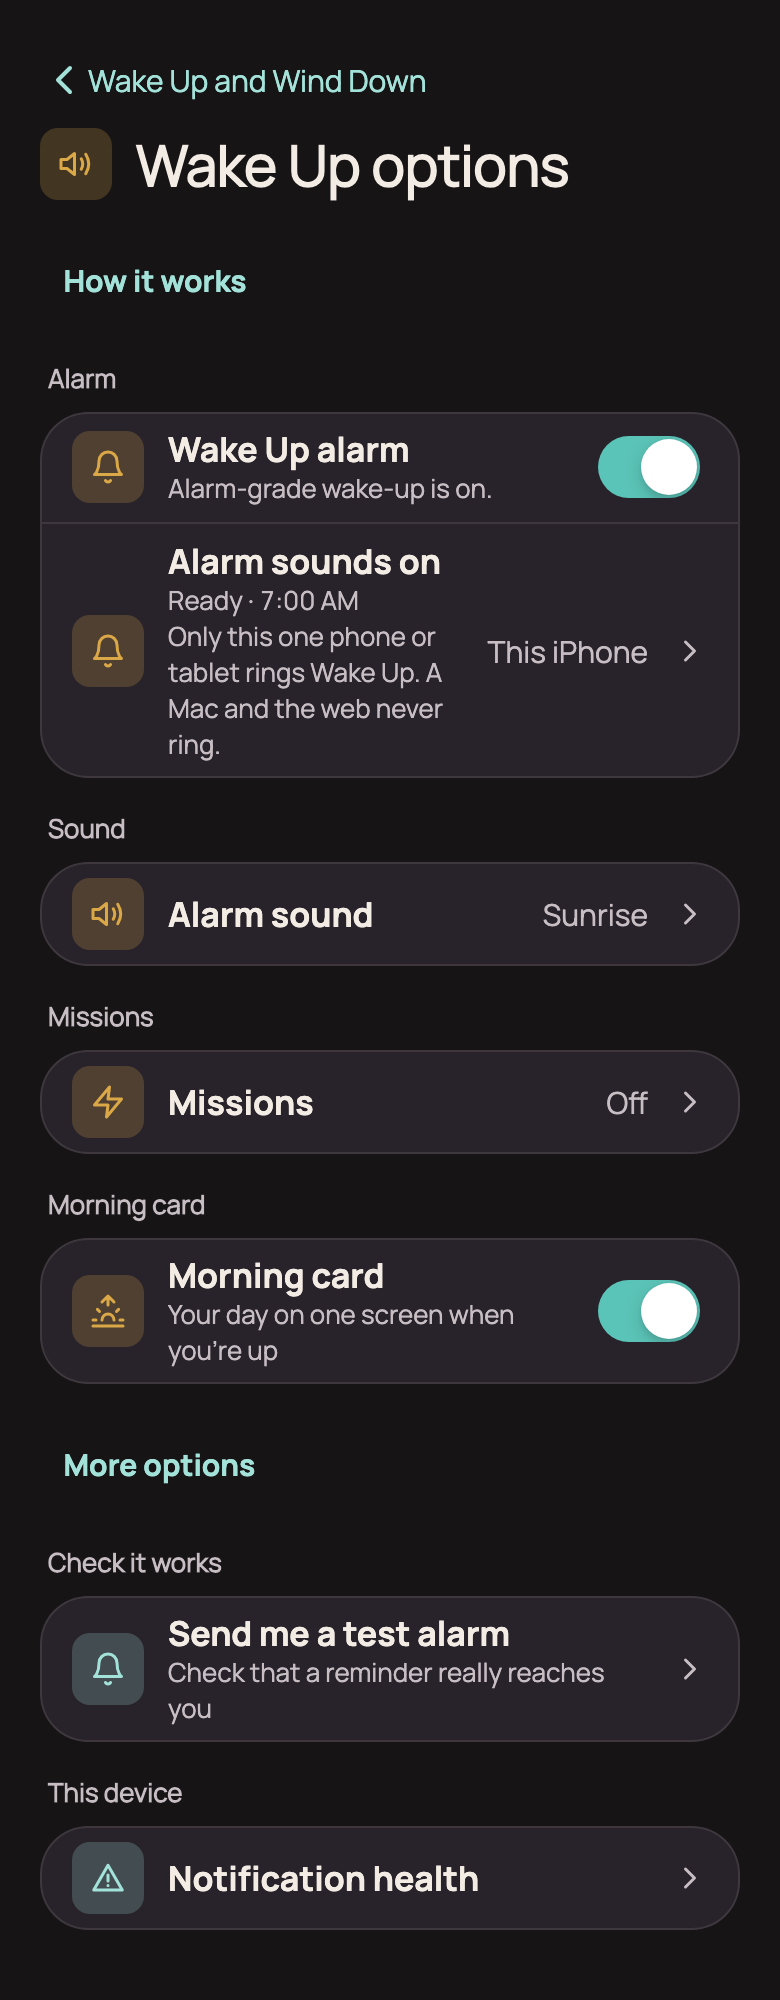 Wake Up and Wind Down
Wake Up options
How it works
Alarm
Wake Up alarm
Alarm-grade wake-up is on.
Alarm sounds on
Ready · 7:00 AM
Only this one phone or
tablet rings Wake Up. A
Mac and the web never
ring.
This iPhone
Sound
Alarm sound
Sunrise
Missions
Missions
Off
Morning card
Morning card
Your day on one screen when
you're up
More options
Check it works
Send me a test alarm
Check that a reminder really reaches
you
This device
Notification health